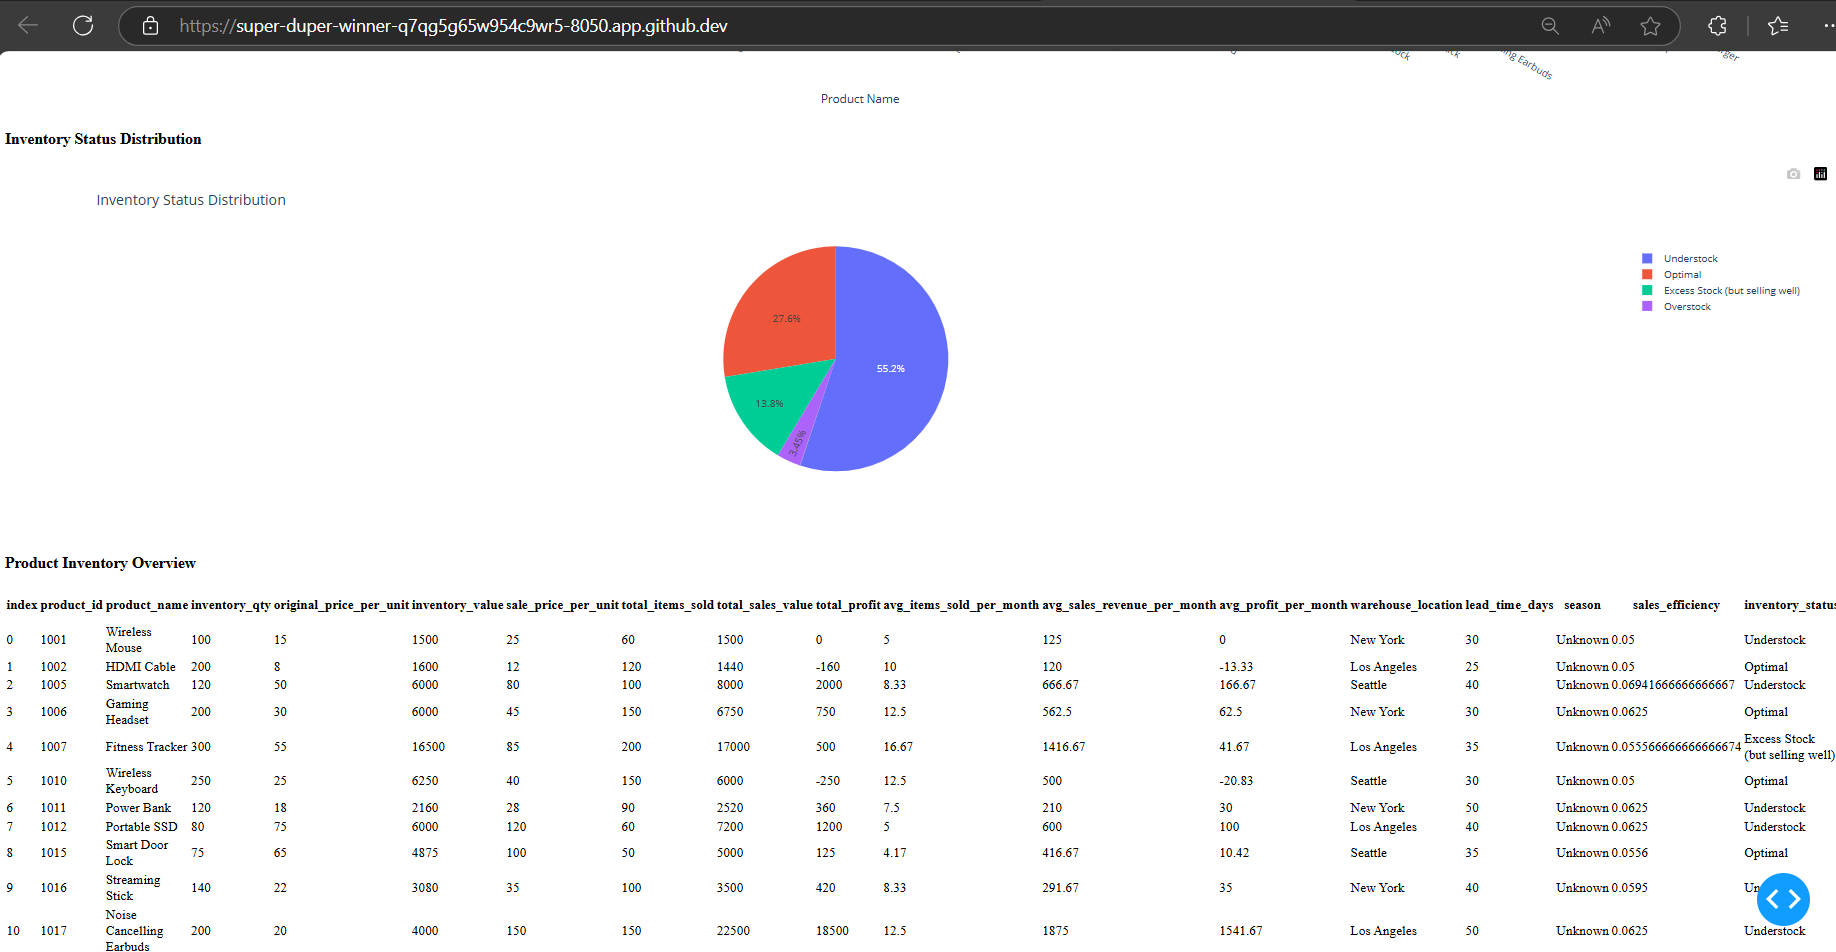 https://super-duper-winner-q7qg5g65w954c9wr5-8050.app.github.dev
ng Earbuds
Product Name
Inventory Status Distribution
Inventory Status Distribution
Understock
Optimal
Excess Stock (but selling well)
Overstock
27.6%
55.2%
13.8%
3.45%
Product Inventory Overview
index product_id product_name inventory_qty original_price_per_unit inventory_value sale_price_per_unit total_items_sold total_sales_value total_profit avg_items_sold_per_month avg_sales_revenue_per_month avg_profit_per_month warehouse_location lead_time_days season sales_efficiency inventory_status
0 1001 Wireless Mouse 100 15 1500 25 60 1500 0 5 125 0 New York 30 Unknown 0.05 Understock
1 1002 HDMI Cable 200 8 1600 12 120 1440 -160 10 120 -13.33 Los Angeles 25 Unknown 0.05 Optimal
2 1005 Smartwatch 120 50 6000 80 100 8000 2000 8.33 666.67 166.67 Seattle 40 Unknown 0.06941666666666667 Understock
3 1006 Gaming Headset 200 30 6000 45 150 6750 750 12.5 562.5 62.5 New York 30 Unknown 0.0625 Optimal
4 1007 Fitness Tracker 300 55 16500 85 200 17000 500 16.67 1416.67 41.67 Los Angeles 35 Unknown 0.055566666666666674 Excess Stock (but selling well)
5 1010 Wireless Keyboard 250 25 6250 40 150 6000 -250 12.5 500 -20.83 Seattle 30 Unknown 0.05 Optimal
6 1011 Power Bank 120 18 2160 28 90 2520 360 7.5 210 30 New York 50 Unknown 0.0625 Understock
7 1012 Portable SSD 80 75 6000 120 60 7200 1200 5 600 100 Los Angeles 40 Unknown 0.0625 Understock
8 1015 Smart Door Lock 75 65 4875 100 50 5000 125 4.17 416.67 10.42 Seattle 35 Unknown 0.0556 Optimal
9 1016 Streaming Stick 140 22 3080 35 100 3500 420 8.33 291.67 35 New York 40 Unknown 0.0595 Un
10 1017 Noise Cancelling Earbuds 200 20 4000 150 150 22500 18500 12.5 1875 1541.67 Los Angeles 50 Unknown 0.0625 Understock